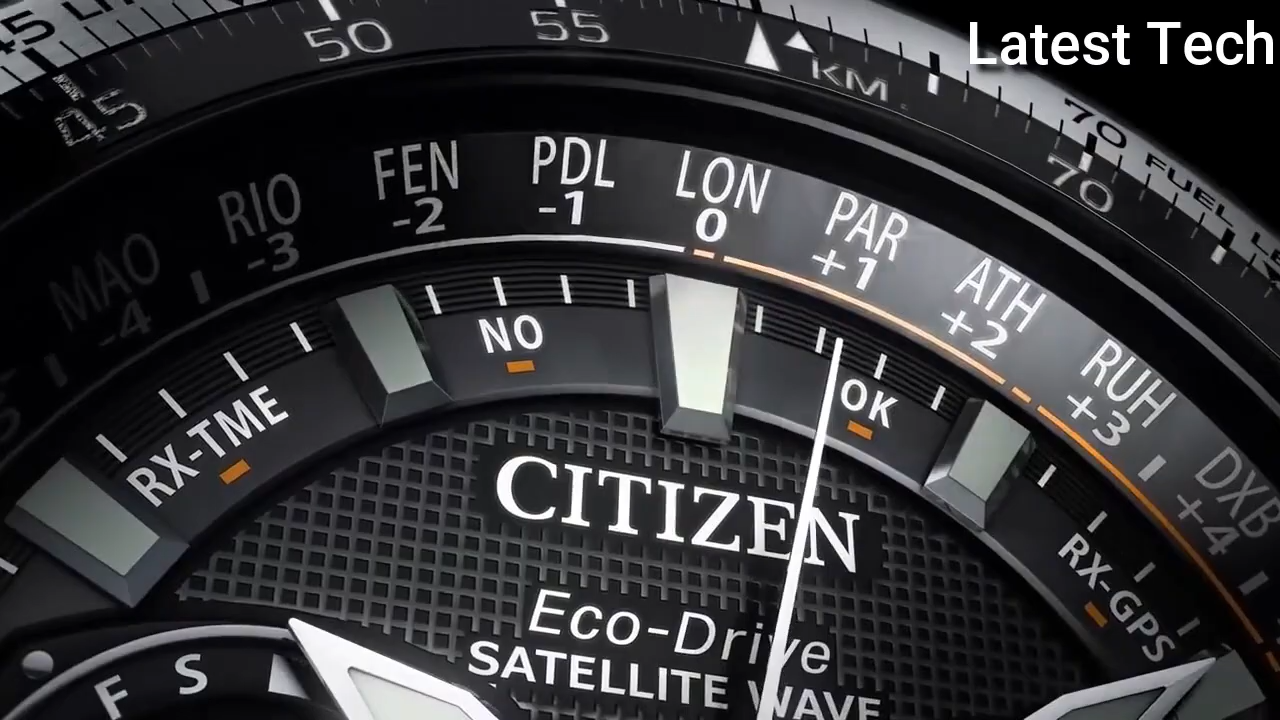 Latest Tech
45 LIT
50
55
KM
70
FUEL
45
70
MAO
-4
RIO
-3
FEN
-2
PDL
-1
LON
0
PAR
+1
ATH
+2
RUH
+3
DXB
+4
RX-TME
NO
OK
RX-GPS
CITIZEN
Eco-Drive
SATELLITE WAVE
F S